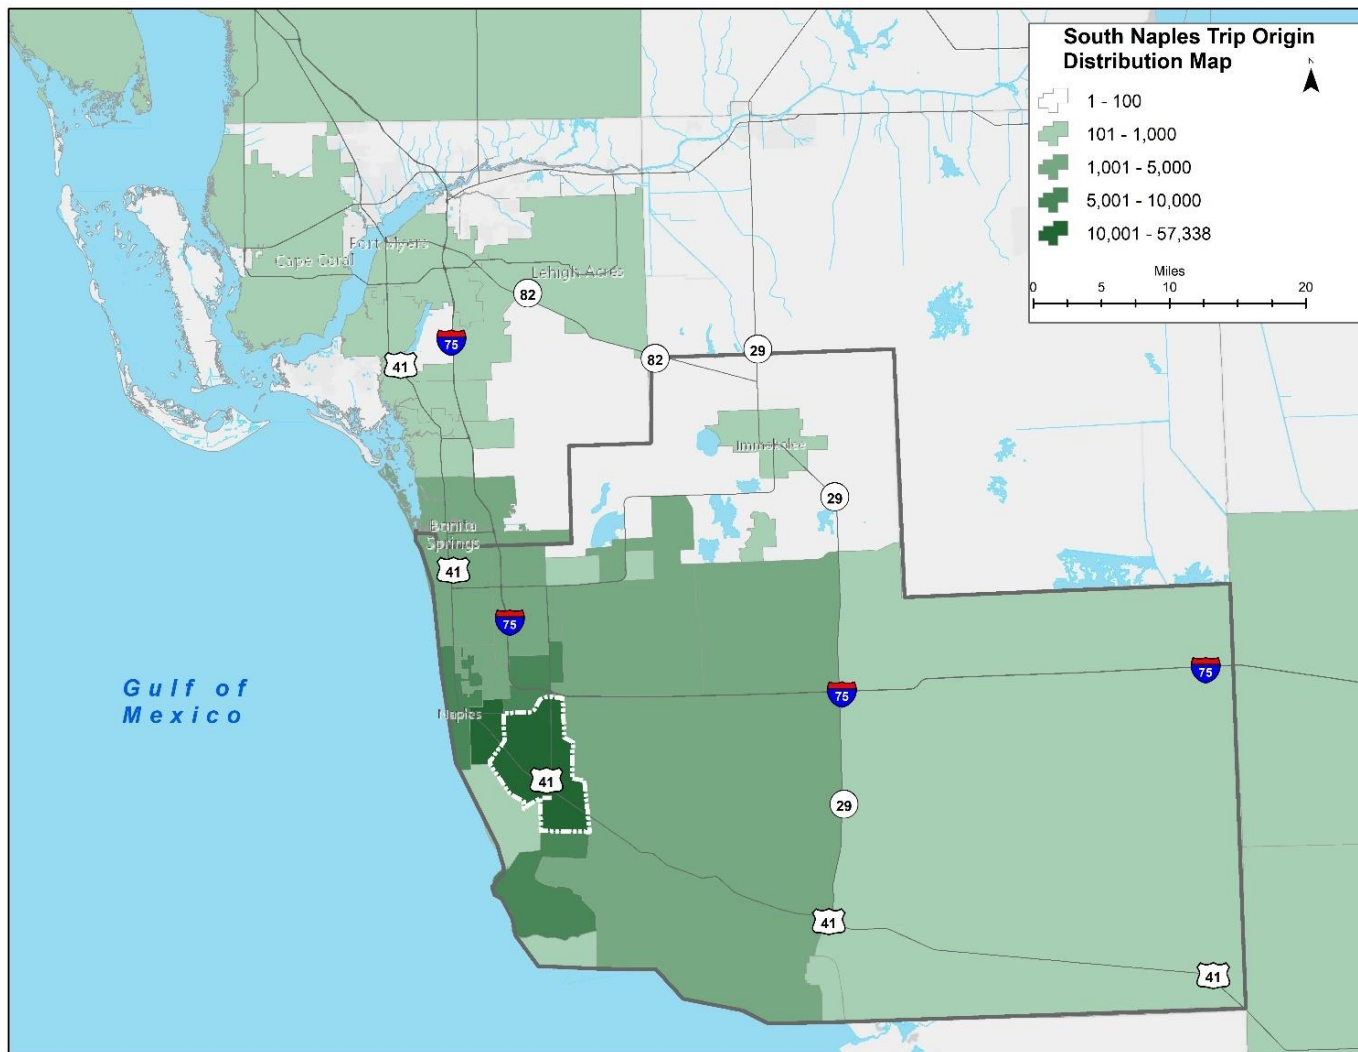 South Naples Trip Origin
Distribution Map
N
1 - 100
101 - 1,000
1,001 - 5,000
5,001 - 10,000
10,001 - 57,338
Miles
0 5 10 20
Fort Myers
Cape Coral
Lehigh Acres
82
75
41
82
29
Immokalee
29
Bonita
Springs
41
75
75
75
Gulf of
Mexico
Naples
41
29
41
41